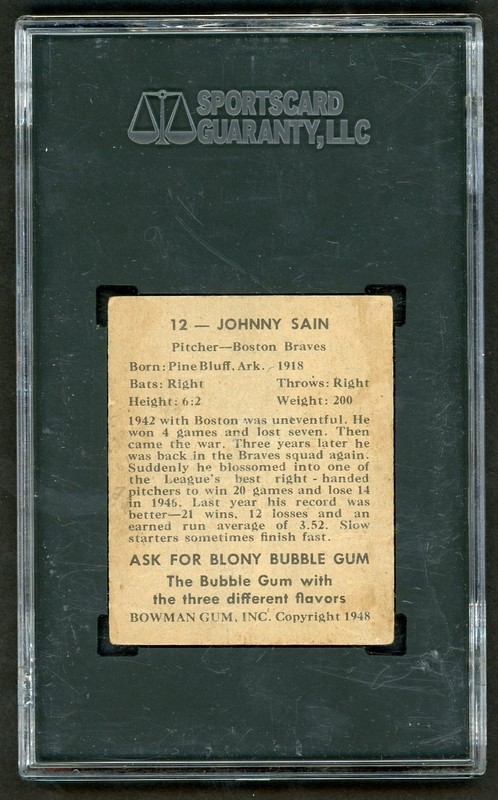 SPORTSCARD
GUARANTY, LLC
12 — JOHNNY SAIN
Pitcher—Boston Braves
Born: Pine Bluff, Ark. 1918
Bats: Right Throws: Right
Height: 6:2 Weight: 200
1942 with Boston was uneventful. He
won 4 games and lost seven. Then
came the war. Three years later he
was back in the Braves squad again.
Suddenly he blossomed into one of
the League's best right - handed
pitchers to win 20 games and lose 14
in 1946. Last year his record was
better—21 wins, 12 losses and an
earned run average of 3.52. Slow
starters sometimes finish fast.
ASK FOR BLONY BUBBLE GUM
The Bubble Gum with
the three different flavors
BOWMAN GUM, INC. Copyright 1948